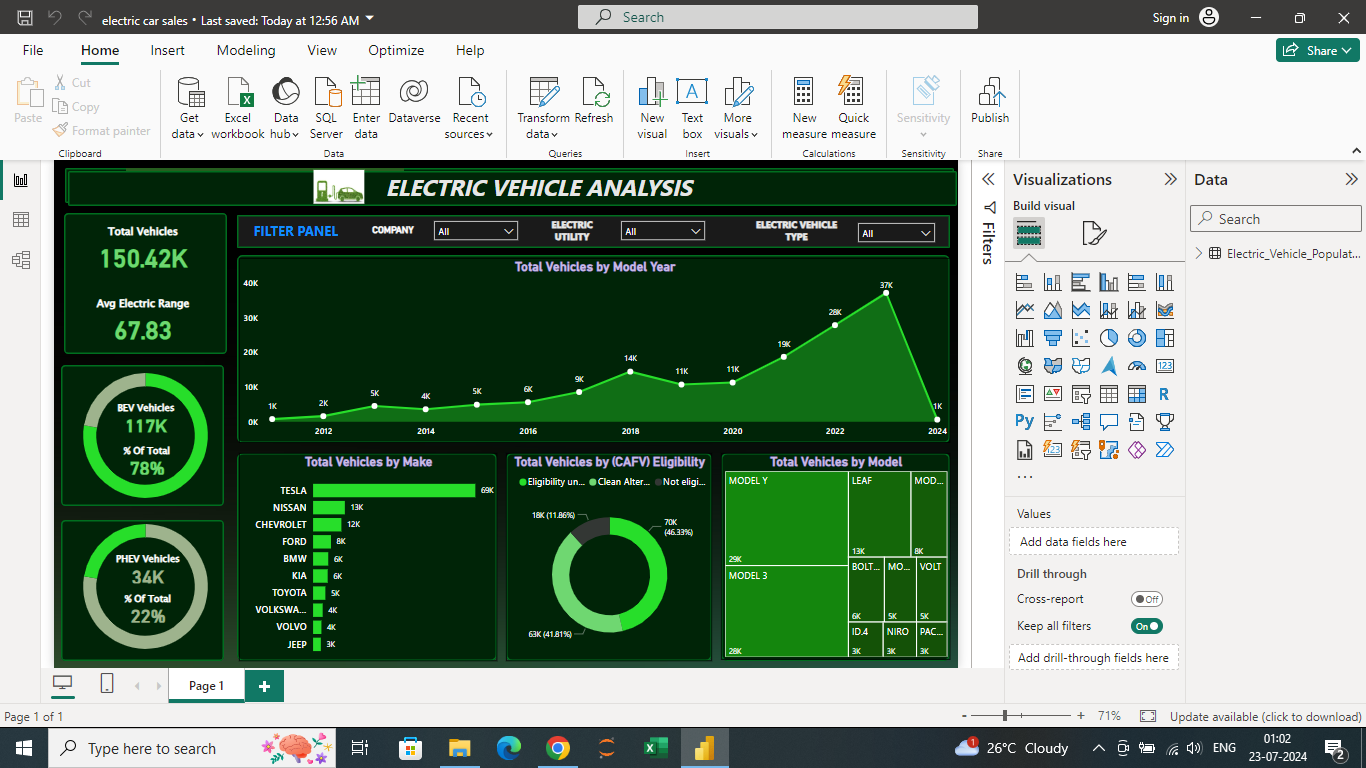 electric car sales • Last saved: Today at 12:56 AM
Search
Sign in
File
Home
Insert
Modeling
View
Optimize
Help
Share
Paste
Cut
Copy
Format painter
Clipboard
Get data
Excel workbook
Data hub
SQL Server
Enter data
Dataverse
Recent sources
Data
Transform data
Refresh
Queries
New visual
Text box
More visuals
Insert
New measure
Quick measure
Calculations
Sensitivity
Sensitivity
Publish
Share
ELECTRIC VEHICLE ANALYSIS
Total Vehicles
150.42K
Avg Electric Range
67.83
FILTER PANEL
COMPANY
All
ELECTRIC UTILITY
All
ELECTRIC VEHICLE TYPE
All
Total Vehicles by Model Year
40K
30K
20K
10K
0K
1K
2K
5K
4K
5K
6K
9K
14K
11K
11K
19K
28K
37K
1K
2012
2014
2016
2018
2020
2022
2024
BEV Vehicles
117K
% Of Total
78%
PHEV Vehicles
34K
% Of Total
22%
Total Vehicles by Make
TESLA 69K
NISSAN 13K
CHEVROLET 12K
FORD 8K
BMW 6K
KIA 6K
TOYOTA 5K
VOLKSWA... 4K
VOLVO 4K
JEEP 3K
Total Vehicles by (CAFV) Eligibility
Eligibility un...
Clean Alter...
Not eligi...
18K (11.86%)
70K
(46.33%)
63K (41.81%)
Total Vehicles by Model
MODEL Y
29K
MODEL 3
28K
LEAF
13K
MOD...
8K
BOLT...
6K
MO...
5K
VOLT
5K
ID.4
3K
NIRO
3K
PAC...
3K
Filters
Visualizations
Build visual
123
R
Py
123
...
Values
Add data fields here
Drill through
Cross-report
Off
Keep all filters
On
Add drill-through fields here
Data
Search
Electric_Vehicle_Populat...
Page 1
Page 1 of 1
- + 71%
Update available (click to download)
Type here to search
1
26°C Cloudy
ENG
01:02
23-07-2024
2